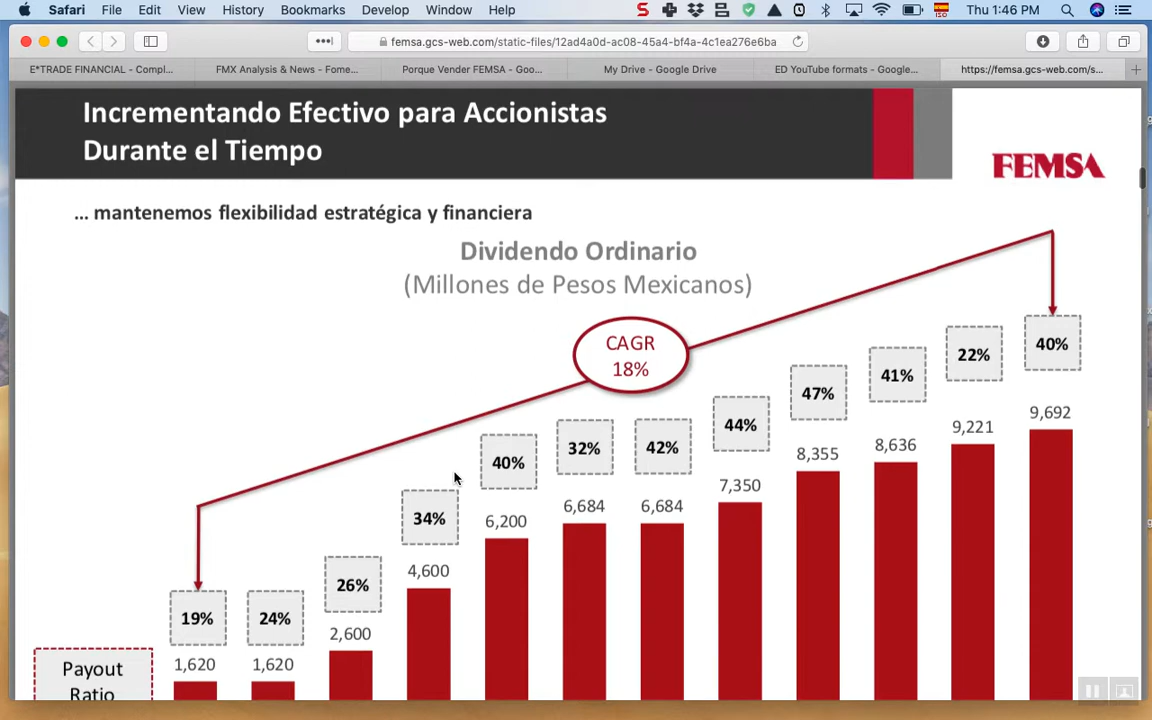 Safari File Edit View History Bookmarks Develop Window Help Thu 1:46 PM
femsa.gcs-web.com/static-files/12ad4a0d-ac08-45a4-bf4a-4c1ea276e6ba
E*TRADE FINANCIAL - Compl... FMX Analysis & News - Fome... Porque Vender FEMSA - Goo... My Drive - Google Drive ED YouTube formats - Google... https://femsa.gcs-web.com/s...
Incrementando Efectivo para Accionistas
Durante el Tiempo
FEMSA
... mantenemos flexibilidad estratégica y financiera
Dividendo Ordinario
(Millones de Pesos Mexicanos)
CAGR
18%
19% 24% 26% 34% 40% 32% 42% 44% 47% 41% 22% 40%
1,620 1,620 2,600 4,600 6,200 6,684 6,684 7,350 8,355 8,636 9,221 9,692
Payout
Ratio